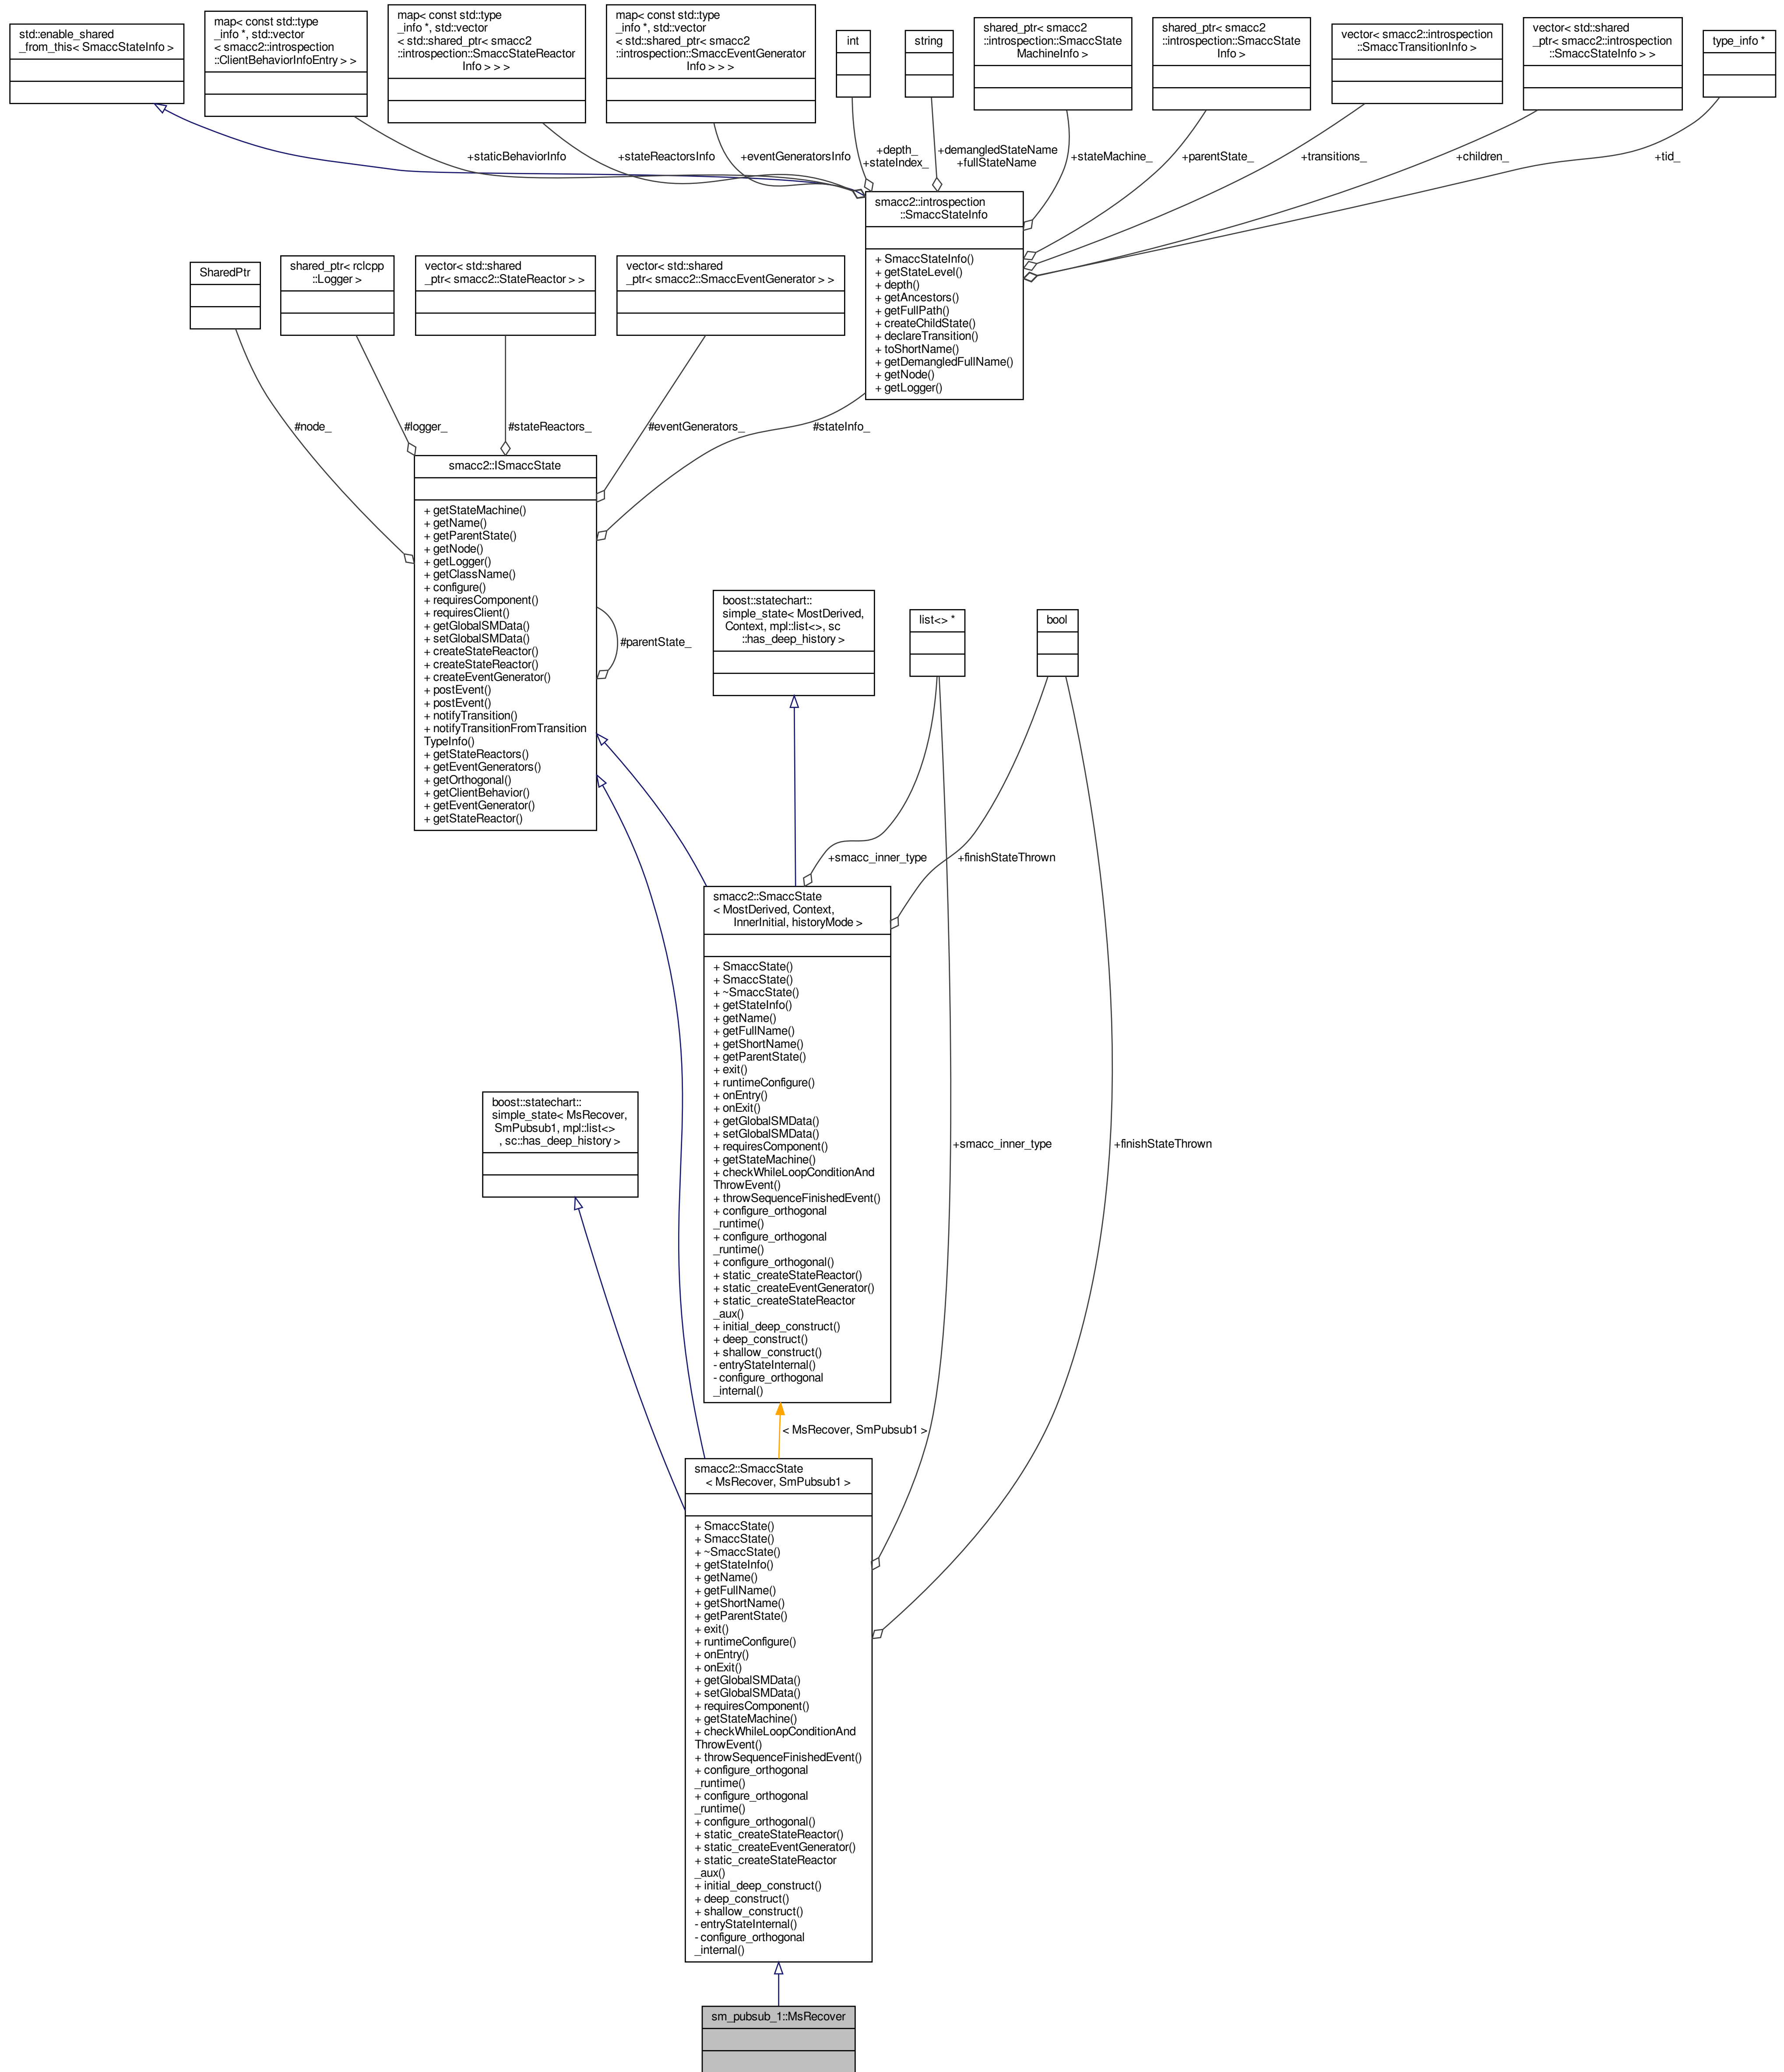 std::enable_shared
_from_this< SmaccStateInfo >
map< const std::type
_info *, std::vector
< smacc2::introspection
::ClientBehaviorInfoEntry > >
map< const std::type
_info *, std::vector
< std::shared_ptr< smacc2
::introspection::SmaccStateReactor
Info > > >
map< const std::type
_info *, std::vector
< std::shared_ptr< smacc2
::introspection::SmaccEventGenerator
Info > > >
int
string
shared_ptr< smacc2
::introspection::SmaccState
MachineInfo >
shared_ptr< smacc2
::introspection::SmaccState
Info >
vector< smacc2::introspection
::SmaccTransitionInfo >
vector< std::shared
_ptr< smacc2::introspection
::SmaccStateInfo > >
type_info *
+staticBehaviorInfo
+stateReactorsInfo
+eventGeneratorsInfo
+depth_
+stateIndex_
+demangledStateName
+fullStateName
+stateMachine_
+parentState_
+transitions_
+children_
+tid_
smacc2::introspection
::SmaccStateInfo
+ SmaccStateInfo()
+ getStateLevel()
+ depth()
+ getAncestors()
+ getFullPath()
+ createChildState()
+ declareTransition()
+ toShortName()
+ getDemangledFullName()
+ getNode()
+ getLogger()
SharedPtr
shared_ptr< rclcpp
::Logger >
vector< std::shared
_ptr< smacc2::StateReactor > >
vector< std::shared
_ptr< smacc2::SmaccEventGenerator > >
#node_
#logger_
#stateReactors_
#eventGenerators_
#stateInfo_
smacc2::ISmaccState
+ getStateMachine()
+ getName()
+ getParentState()
+ getNode()
+ getLogger()
+ getClassName()
+ configure()
+ requiresComponent()
+ requiresClient()
+ getGlobalSMData()
+ setGlobalSMData()
+ createStateReactor()
+ createStateReactor()
+ createEventGenerator()
+ postEvent()
+ postEvent()
+ notifyTransition()
+ notifyTransitionFromTransition
TypeInfo()
+ getStateReactors()
+ getEventGenerators()
+ getOrthogonal()
+ getClientBehavior()
+ getEventGenerator()
+ getStateReactor()
#parentState_
boost::statechart::
simple_state< MostDerived,
Context, mpl::list<>, sc
::has_deep_history >
list<> *
bool
+smacc_inner_type
+finishStateThrown
smacc2::SmaccState
< MostDerived, Context,
InnerInitial, historyMode >
+ SmaccState()
+ SmaccState()
+ ~SmaccState()
+ getStateInfo()
+ getName()
+ getFullName()
+ getShortName()
+ getParentState()
+ exit()
+ runtimeConfigure()
+ onEntry()
+ onExit()
+ getGlobalSMData()
+ setGlobalSMData()
+ requiresComponent()
+ getStateMachine()
+ checkWhileLoopConditionAnd
ThrowEvent()
+ throwSequenceFinishedEvent()
+ configure_orthogonal
_runtime()
+ configure_orthogonal
_runtime()
+ configure_orthogonal()
+ static_createStateReactor()
+ static_createEventGenerator()
+ static_createStateReactor
_aux()
+ initial_deep_construct()
+ deep_construct()
+ shallow_construct()
- entryStateInternal()
- configure_orthogonal
_internal()
boost::statechart::
simple_state< MsRecover,
SmPubsub1, mpl::list<>
, sc::has_deep_history >
+smacc_inner_type
+finishStateThrown
< MsRecover, SmPubsub1 >
smacc2::SmaccState
< MsRecover, SmPubsub1 >
+ SmaccState()
+ SmaccState()
+ ~SmaccState()
+ getStateInfo()
+ getName()
+ getFullName()
+ getShortName()
+ getParentState()
+ exit()
+ runtimeConfigure()
+ onEntry()
+ onExit()
+ getGlobalSMData()
+ setGlobalSMData()
+ requiresComponent()
+ getStateMachine()
+ checkWhileLoopConditionAnd
ThrowEvent()
+ throwSequenceFinishedEvent()
+ configure_orthogonal
_runtime()
+ configure_orthogonal
_runtime()
+ configure_orthogonal()
+ static_createStateReactor()
+ static_createEventGenerator()
+ static_createStateReactor
_aux()
+ initial_deep_construct()
+ deep_construct()
+ shallow_construct()
- entryStateInternal()
- configure_orthogonal
_internal()
sm_pubsub_1::MsRecover